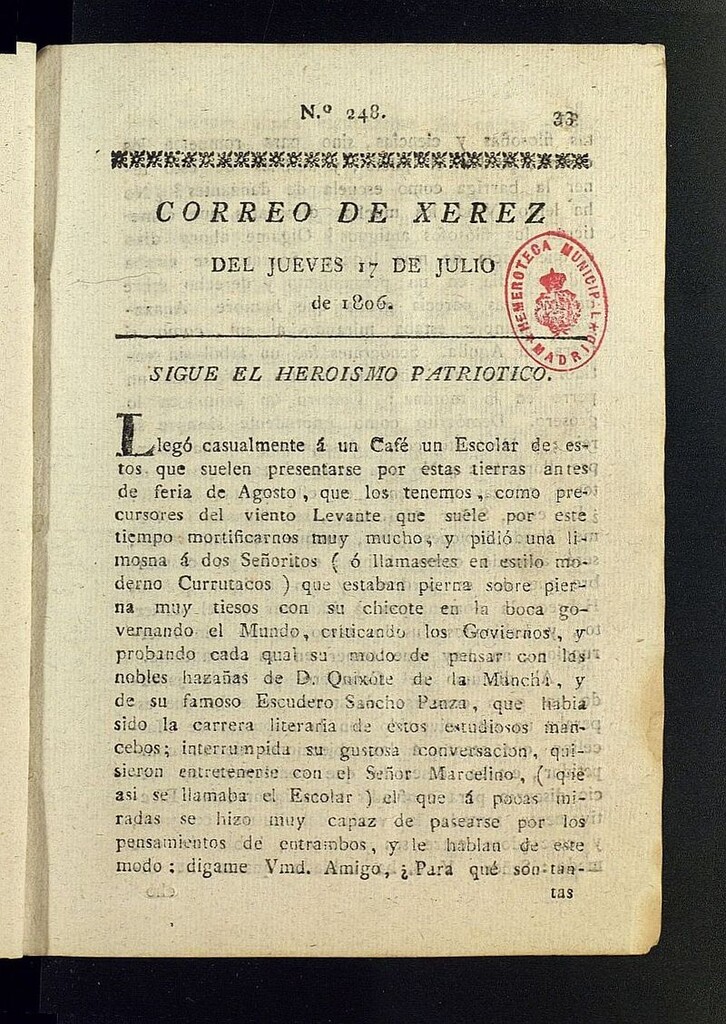 N.º 248.
33
CORREO DE XEREZ
DEL JUEVES 17 DE JULIO
de 1806.
HEMEROTECA MUNICIPAL
MADRID
SIGUE EL HEROISMO PATRIOTICO.
Llegó casualmente á un Café un Escolar de es-
tos que suelen presentarse por estas tierras antes
de feria de Agosto, que los tenemos, como pre-
cursores del viento Levante que suele por este
tiempo mortificarnos muy mucho, y pidió una li-
mosna á dos Señoritos ( ó llamaseles en estilo mo-
derno Currutacos ) que estaban pierna sobre pier-
na muy tiesos con su chicote en la boca go-
vernando el Mundo, criticando los Goviernos, y
probando cada qual su modo de pensar con las
nobles hazañas de D. Quixote de la Mancha, y
de su famoso Escudero Sancho Panza, que habia
sido la carrera literaria de estos estudiosos man-
cebos; interrumpida su gustosa conversacion, qui-
sieron entretenerse con el Señor Marcelino, ( que
asi se llamaba el Escolar ) el que á pocas mi-
radas se hizo muy capaz de pasearse por los
pensamientos de entrambos, y le hablan de este
modo: digame Vmd. Amigo, ¿Para qué son tan-
tas